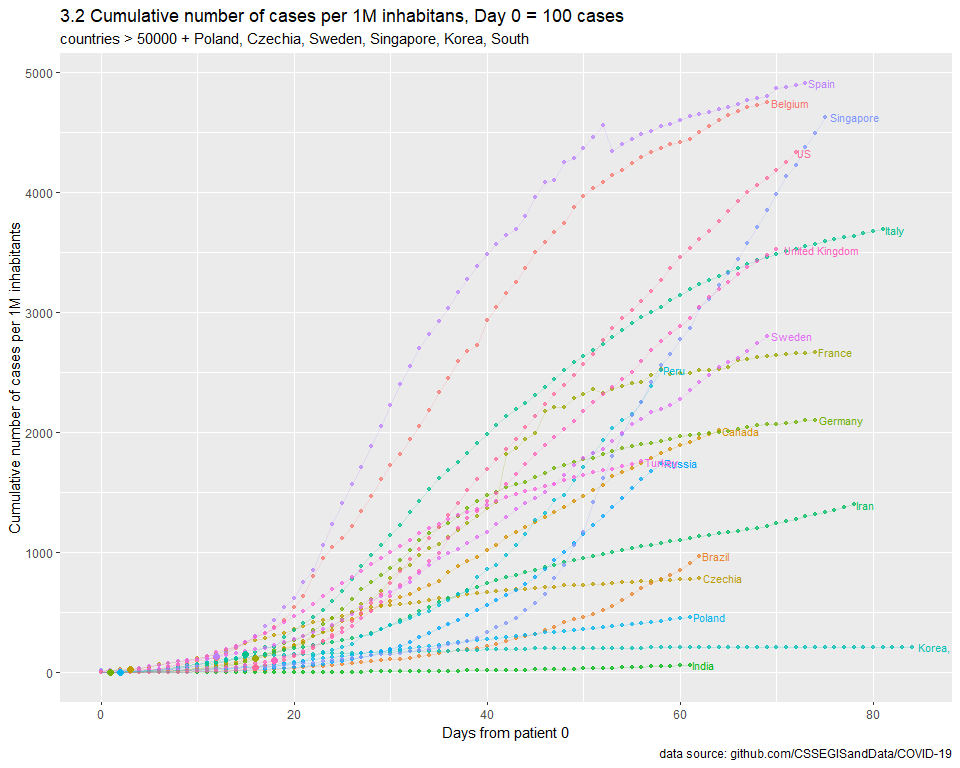 3.2 Cumulative number of cases per 1M inhabitans, Day 0 = 100 cases
countries > 50000 + Poland, Czechia, Sweden, Singapore, Korea, South
Cumulative number of cases per 1M inhabitants
5000
4000
3000
2000
1000
0
Spain
Belgium
Singapore
US
Italy
United Kingdom
Sweden
France
Peru
Germany
Canada
Turkey
Russia
Iran
Brazil
Czechia
Poland
Korea,
India
0 20 40 60 80
Days from patient 0
data source: github.com/CSSEGISandData/COVID-19